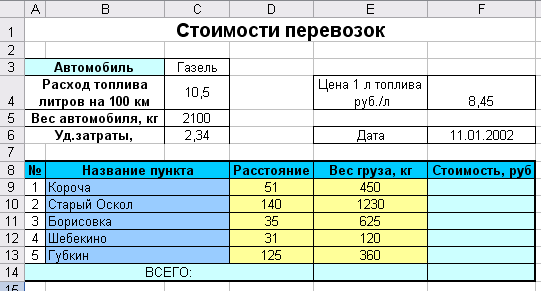 A B C D E F
1 Стоимости перевозок
2
3 Автомобиль Газель
4 Расход топлива литров на 100 км 10,5 Цена 1 л топлива руб./л 8,45
5 Вес автомобиля, кг 2100
6 Уд.затраты, 2,34 Дата 11.01.2002
7
8 № Название пункта Расстояние Вес груза, кг Стоимость, руб
9 1 Короча 51 450
10 2 Старый Оскол 140 1230
11 3 Борисовка 35 625
12 4 Шебекино 31 120
13 5 Губкин 125 360
14 ВСЕГО:
15